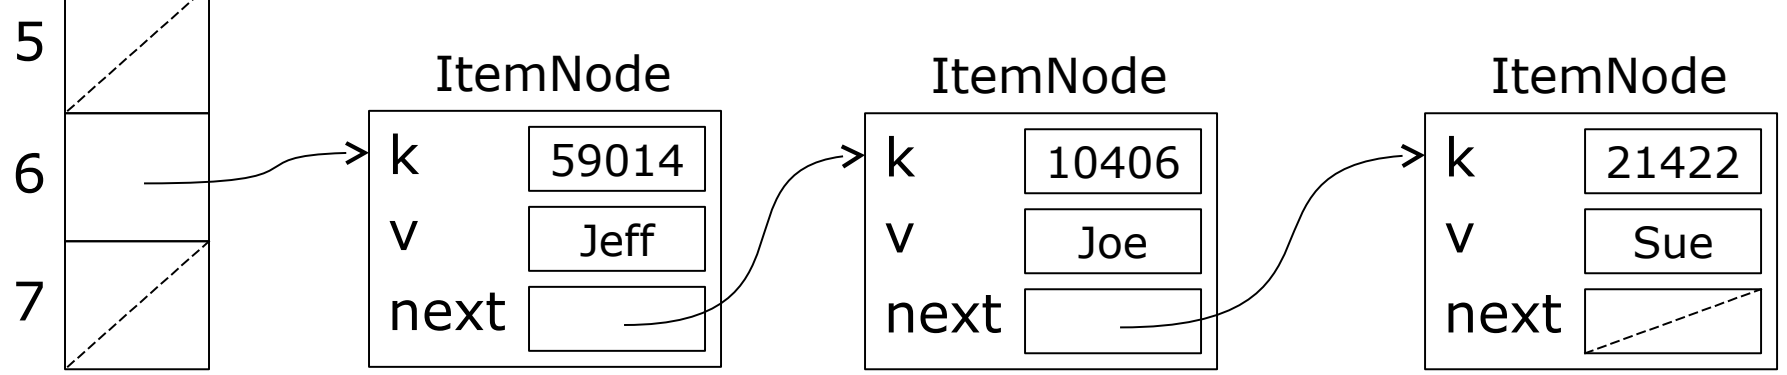 5
6
7
ItemNode
k 59014
v Jeff
next
ItemNode
k 10406
v Joe
next
ItemNode
k 21422
v Sue
next